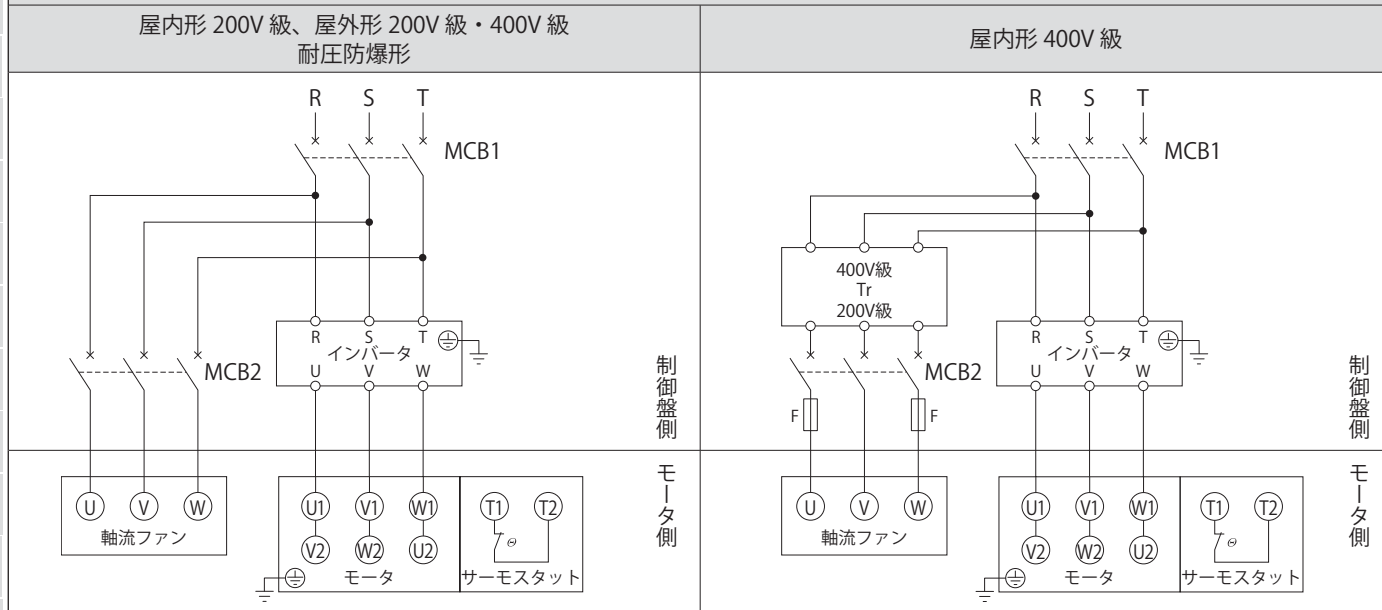 屋内形 200V 級、屋外形 200V 級・400V 級
耐圧防爆形
R S T
MCB1
R S T
インバータ
U V W
MCB2
制御盤側
U V W
軸流ファン
U1 V1 W1
V2 W2 U2
モータ
T1 T2
Θ
サーモスタット
モータ側
屋内形 400V 級
R S T
MCB1
400V級
Tr
200V級
R S T
インバータ
U V W
MCB2
F F
制御盤側
U V W
軸流ファン
U1 V1 W1
V2 W2 U2
モータ
T1 T2
Θ
サーモスタット
モータ側